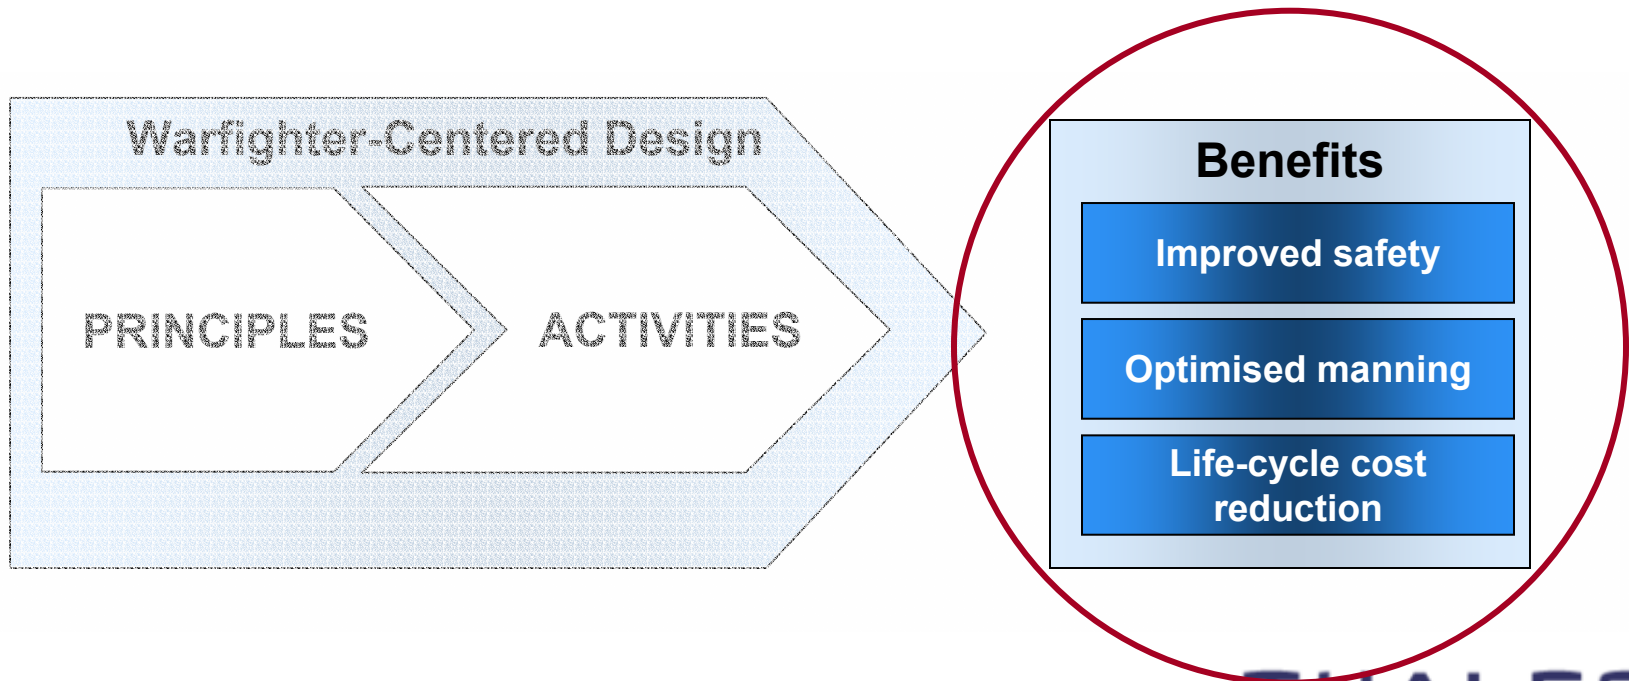 Warfighter-Centered Design
PRINCIPLES
ACTIVITIES
Benefits
Improved safety
Optimised manning
Life-cycle cost
reduction